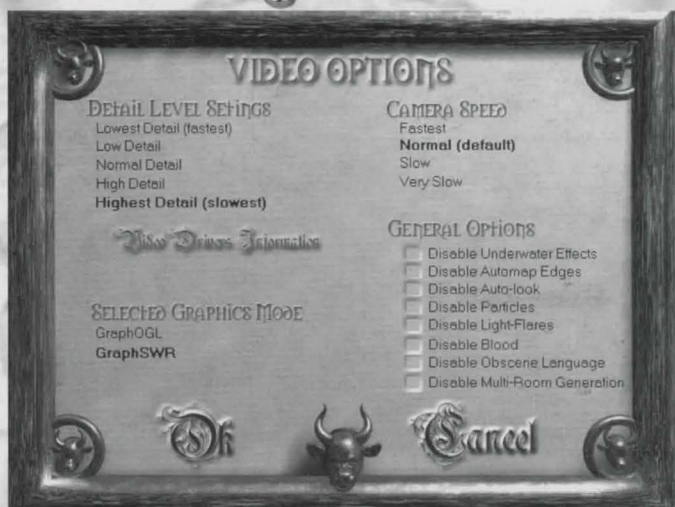 VIDEO OPTIONS
DETAIL LEVEL SETINGS
Lowest Detail (fastest)
Low Detail
Normal Detail
High Detail
Highest Detail (slowest)
Video Drivers Information
SELECTED GRAPHICS MODE
GraphOGL
GraphSWR
CAMERA SPEED
Fastest
Normal (default)
Slow
Very Slow
GENERAL OPTIONS
Disable Underwater Effects
Disable Automap Edges
Disable Auto-look
Disable Particles
Disable Light-Flares
Disable Blood
Disable Obscene Language
Disable Multi-Room Generation
Ok
Cancel